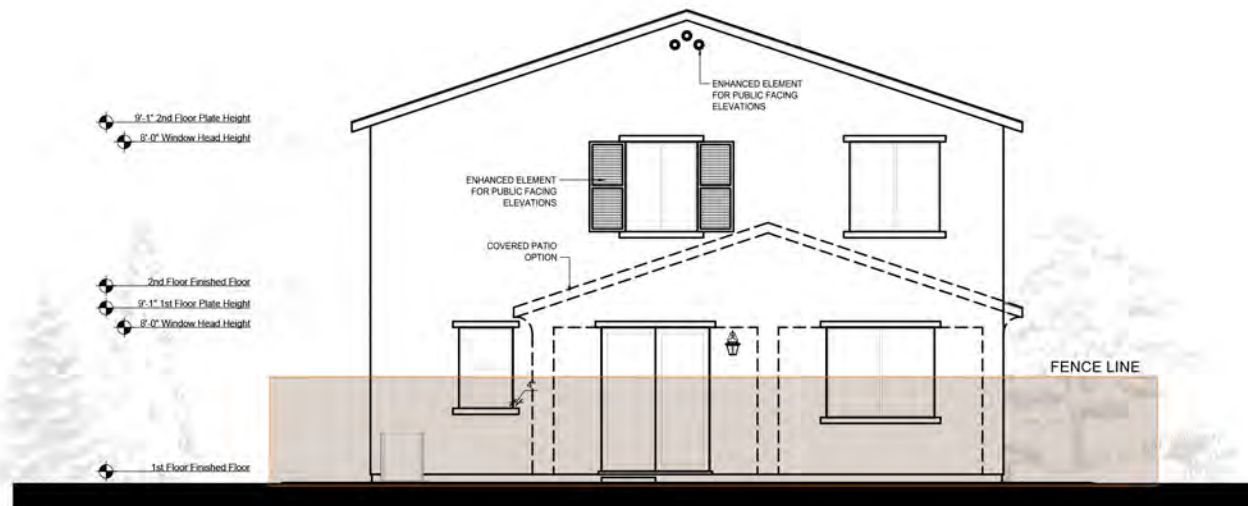 ENHANCED ELEMENT
FOR PUBLIC FACING
ELEVATIONS
9'-1" 2nd Floor Plate Height
8'-0" Window Head Height
ENHANCED ELEMENT
FOR PUBLIC FACING
ELEVATIONS
COVERED PATIO
OPTION
2nd Floor Finished Floor
9'-1" 1st Floor Plate Height
8'-0" Window Head Height
FENCE LINE
1st Floor Finished Floor